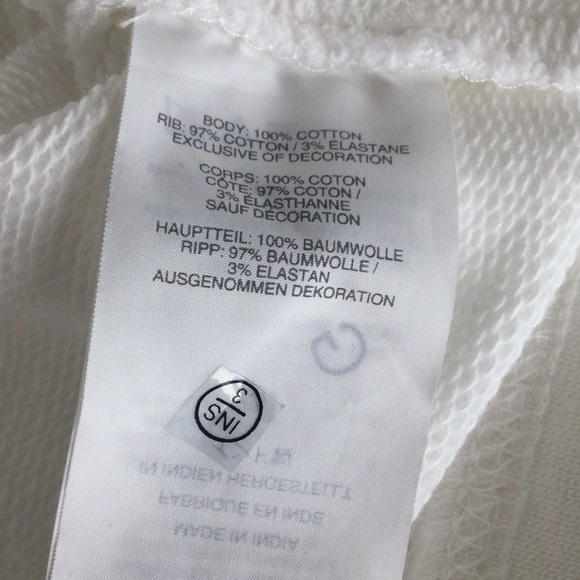 BODY: 100% COTTON
RIB: 97% COTTON / 3% ELASTANE
EXCLUSIVE OF DECORATION
CORPS: 100% COTON
CÔTE: 97% COTON /
3% ÉLASTHANNE
SAUF DÉCORATION
HAUPTTEIL: 100% BAUMWOLLE
RIPP: 97% BAUMWOLLE /
3% ELASTAN
AUSGENOMMEN DEKORATION
INS
3
IN INDIEN HERGESTELLT
FABRIQUÉ EN INDE
MADE IN INDIA